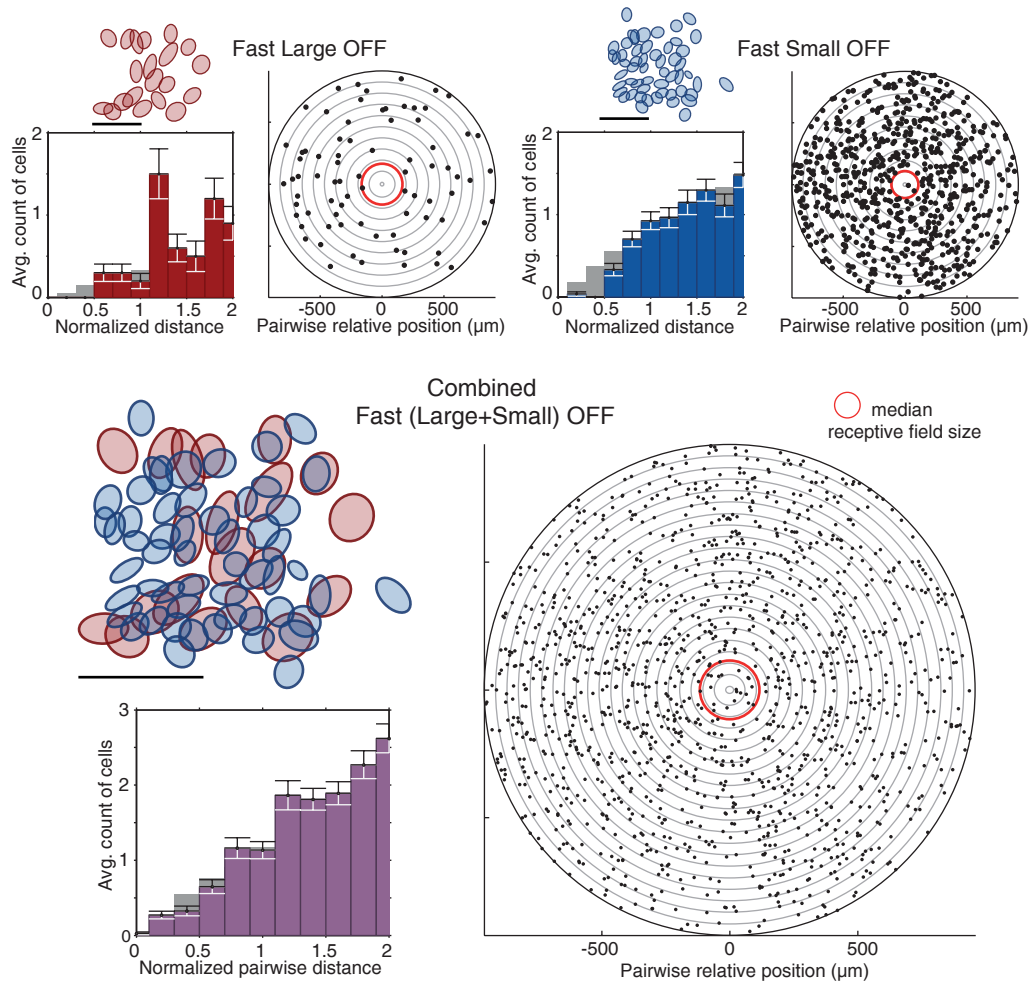 Fast Large OFF
Avg. count of cells
2
1
0
0
0.5
1
1.5
2
Normalized distance
-500
0
500
Pairwise relative position (µm)
Fast Small OFF
Avg. count of cells
2
1
0
0
0.5
1
1.5
2
Normalized distance
-500
0
500
Pairwise relative position (µm)
Combined
Fast (Large+Small) OFF
median
receptive field size
Avg. count of cells
3
2
1
0
0
0.5
1
1.5
2
Normalized pairwise distance
-500
0
500
Pairwise relative position (µm)